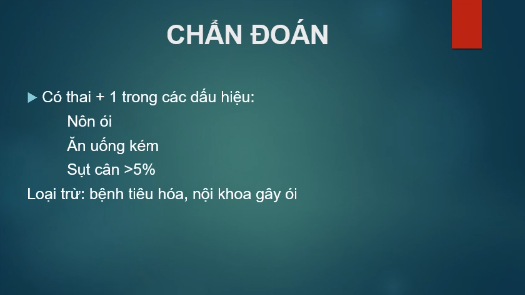 CHẨN ĐOÁN
Có thai + 1 trong các dấu hiệu:
Nôn ói
Ăn uống kém
Sụt cân >5%
Loại trừ: bệnh tiêu hóa, nội khoa gây ói